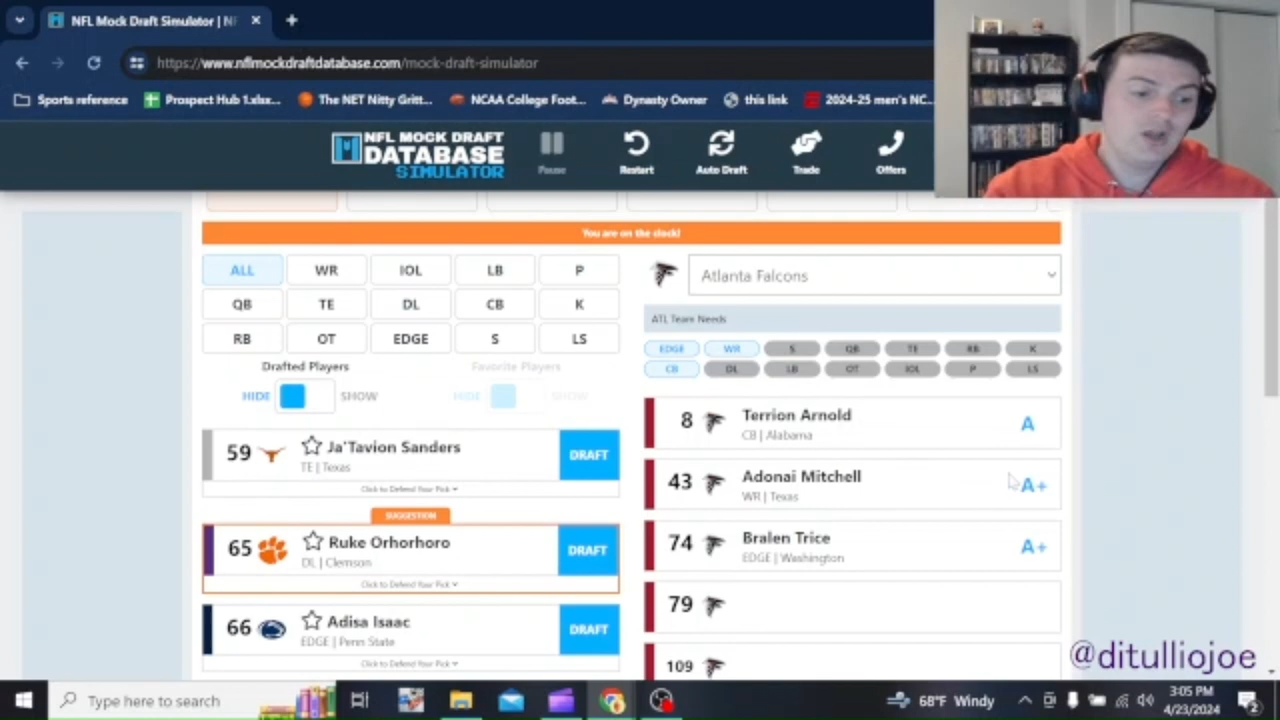 NFL Mock Draft Simulator | NF
https://www.nflmockdraftdatabase.com/mock-draft-simulator
Sports reference
Prospect Hub 1.xlsx...
The NET Nitty Gritt...
NCAA College Foot...
Dynasty Owner
this link
2024-25 men's NC...
NFL MOCK DRAFT
DATABASE
SIMULATOR
Pause
Restart
Auto Draft
Trade
Offers
You are on the clock!
ALL WR IOL LB P
QB TE DL CB K
RB OT EDGE S LS
Drafted Players
HIDE SHOW
Favorite Players
HIDE SHOW
59 Ja'Tavion Sanders
TE | Texas
DRAFT
Click to Defend Your Pick
SUGGESTION
65 Ruke Orhorhoro
DL | Clemson
DRAFT
Click to Defend Your Pick
66 Adisa Isaac
EDGE | Penn State
DRAFT
Click to Defend Your Pick
Atlanta Falcons
ATL Team Needs
EDGE WR S QB TE RB K
CB DL LB OT IOL P LS
8 Terrion Arnold
CB | Alabama
A
43 Adonai Mitchell
WR | Texas
A+
74 Bralen Trice
EDGE | Washington
A+
79
109
@ditulliojoe
Type here to search
68°F Windy
3:05 PM
4/23/2024
2